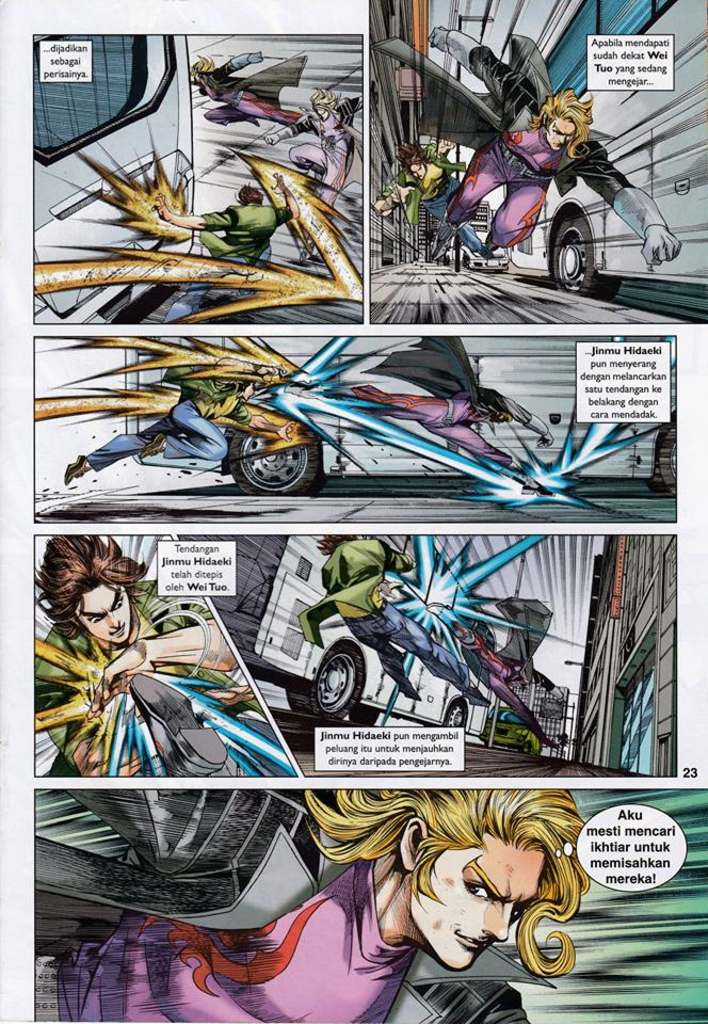 ...dijadikan
sebagai
perisainya.
Apabila mendapati
sudah dekat Wei
Tuo yang sedang
mengejar...
...Jinmu Hidaeki
pun menyerang
dengan melancarkan
satu tendangan ke
belakang dengan
cara mendadak.
Tendangan
Jinmu Hidaeki
telah ditepis
oleh Wei Tuo.
Jinmu Hidaeki pun mengambil
peluang itu untuk menjauhkan
dirinya daripada pengejarnya.
23
Aku
mesti mencari
ikhtiar untuk
memisahkan
mereka!